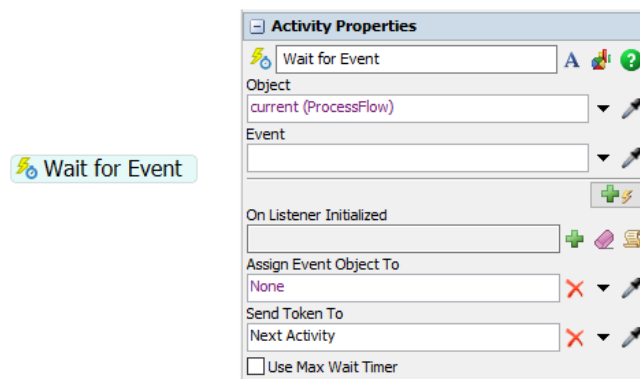 Activity Properties
Wait for Event
A
?
Object
current (ProcessFlow)
Event
Wait for Event
On Listener Initialized
Assign Event Object To
None
Send Token To
Next Activity
Use Max Wait Timer